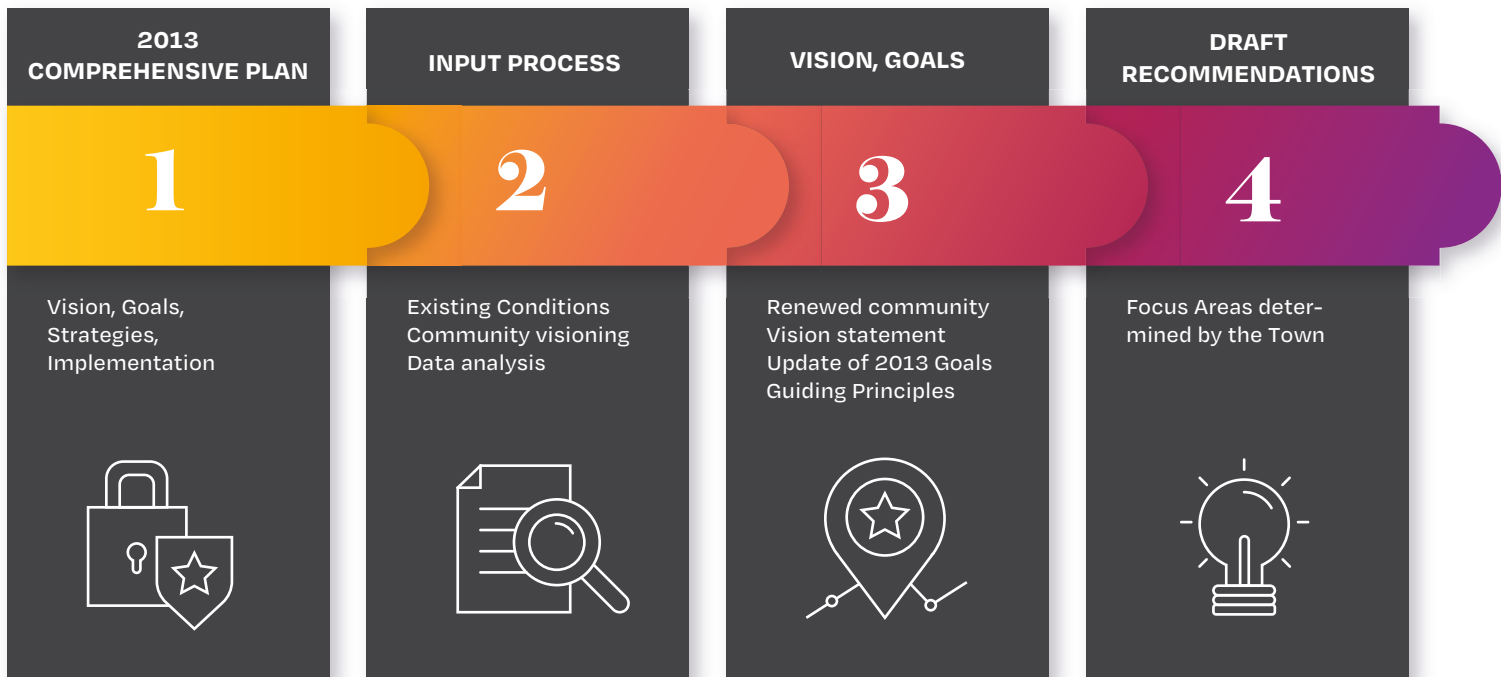 2013
COMPREHENSIVE PLAN
1
Vision, Goals,
Strategies,
Implementation
INPUT PROCESS
2
Existing Conditions
Community visioning
Data analysis
VISION, GOALS
3
Renewed community
Vision statement
Update of 2013 Goals
Guiding Principles
DRAFT
RECOMMENDATIONS
4
Focus Areas deter-
mined by the Town